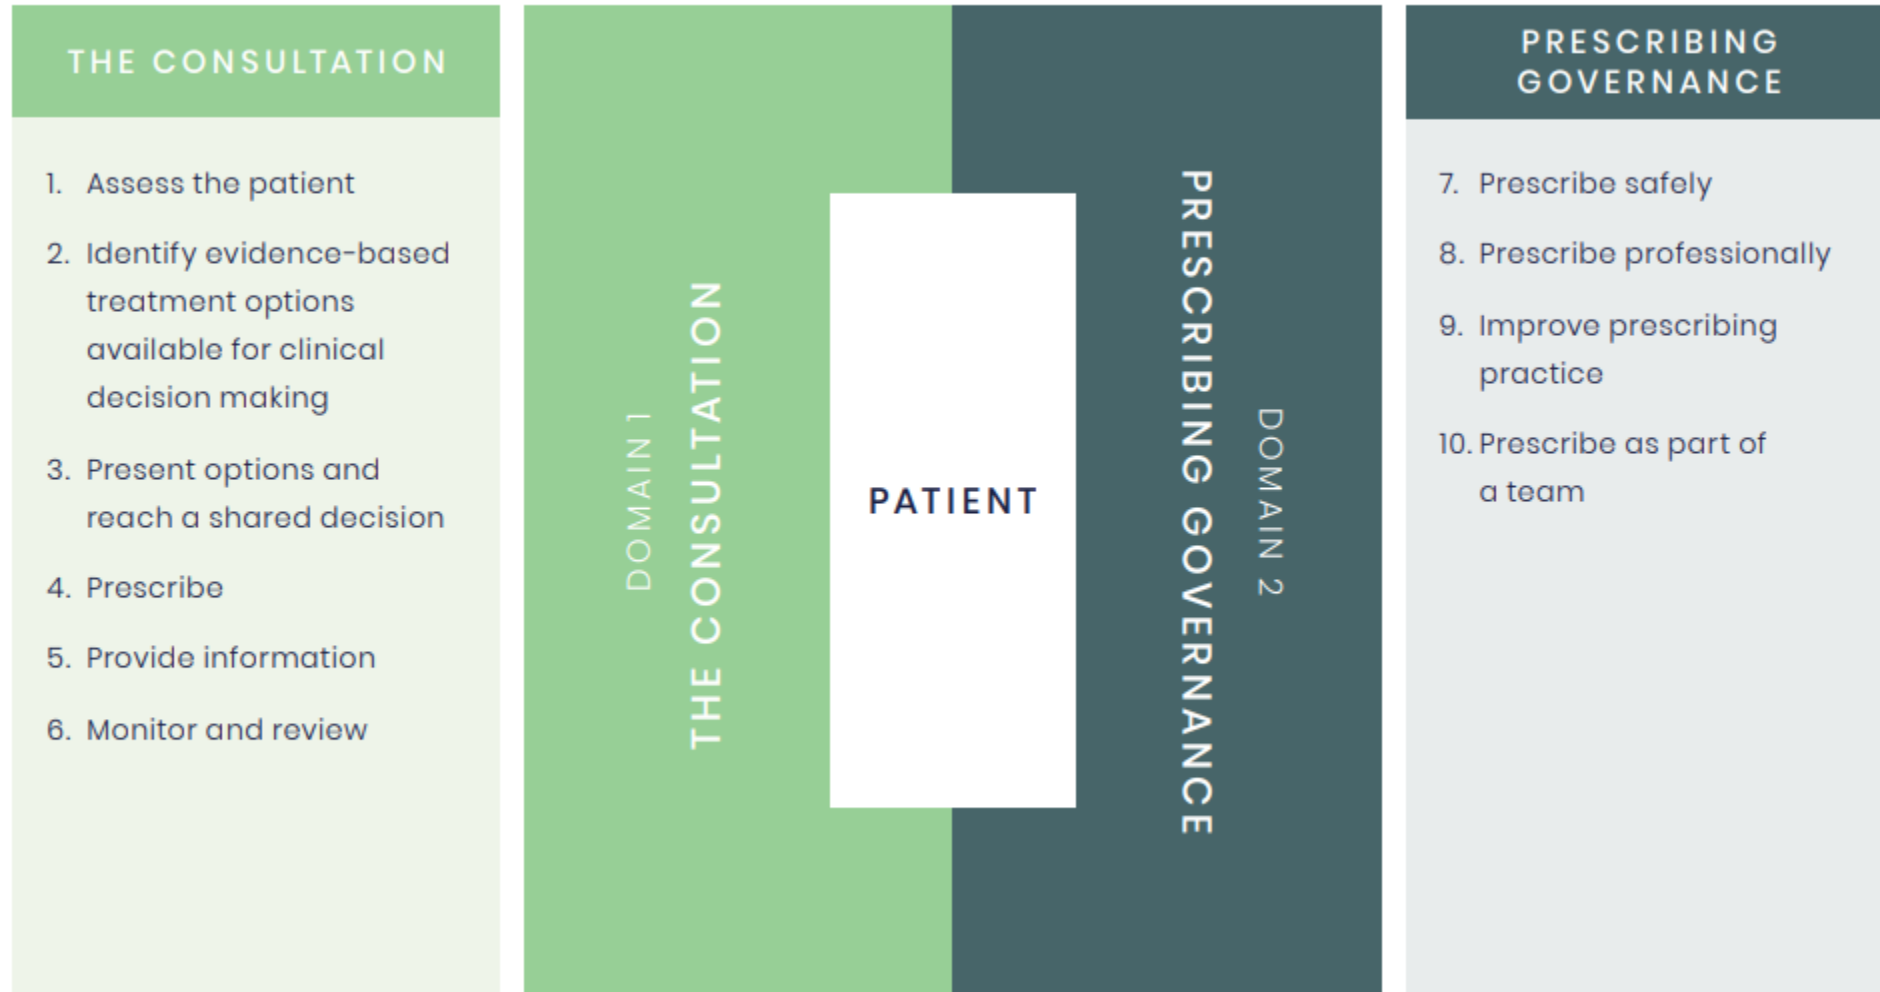 THE CONSULTATION
1. Assess the patient
2. Identify evidence-based
treatment options
available for clinical
decision making
3. Present options and
reach a shared decision
4. Prescribe
5. Provide information
6. Monitor and review
DOMAIN 1
THE CONSULTATION
PATIENT
PRESCRIBING GOVERNANCE
DOMAIN 2
PRESCRIBING
GOVERNANCE
7. Prescribe safely
8. Prescribe professionally
9. Improve prescribing
practice
10. Prescribe as part of
a team